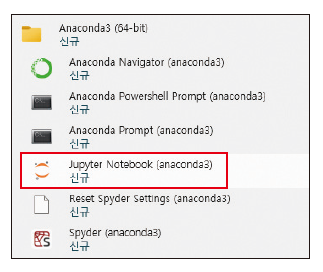 Anaconda3 (64-bit)
신규
Anaconda Navigator (anaconda3)
신규
Anaconda Powershell Prompt (anaconda3)
신규
Anaconda Prompt (anaconda3)
신규
Jupyter Notebook (anaconda3)
신규
Reset Spyder Settings (anaconda3)
신규
Spyder (anaconda3)
신규